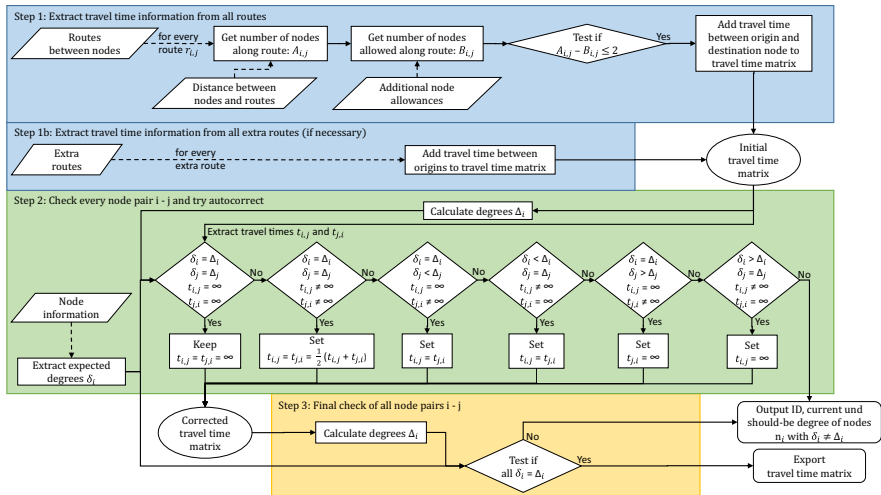 Step 1: Extract travel time information from all routes
Routes
between nodes
for every
route r_{i,j}
Get number of nodes
along route: A_{i,j}
Get number of nodes
allowed along route: B_{i,j}
Test if
A_{i,j} − B_{i,j} ≤ 2
Yes
Add travel time
between origin and
destination node to
travel time matrix
Distance between
nodes and routes
Additional node
allowances
Step 1b: Extract travel time information from all extra routes (if necessary)
Extra
routes
for every
extra route
Add travel time between
origins to travel time matrix
Initial
travel time
matrix
Step 2: Check every node pair i - j and try autocorrect
Calculate degrees Δ_i
Extract travel times t_{i,j} and t_{j,i}
δ_i = Δ_i
δ_j = Δ_j
t_{i,j} = ∞
t_{j,i} = ∞
No
δ_i = Δ_i
δ_j = Δ_j
t_{i,j} ≠ ∞
t_{j,i} ≠ ∞
No
δ_i = Δ_i
δ_j < Δ_j
t_{i,j} = ∞
t_{j,i} ≠ ∞
No
δ_i < Δ_i
δ_j = Δ_j
t_{i,j} ≠ ∞
t_{j,i} = ∞
No
δ_i = Δ_i
δ_j > Δ_j
t_{i,j} = ∞
t_{j,i} ≠ ∞
No
δ_i > Δ_i
δ_j = Δ_j
t_{i,j} ≠ ∞
t_{j,i} = ∞
No
Yes
Yes
Yes
Yes
Yes
Yes
Node
information
Extract expected
degrees δ_i
Keep
t_{i,j} = t_{j,i} = ∞
Set
t_{i,j} = t_{j,i} = \frac{1}{2}(t_{i,j} + t_{j,i})
Set
t_{i,j} = t_{j,i}
Set
t_{i,j} = t_{j,i}
Set
t_{j,i} = ∞
Set
t_{i,j} = ∞
Step 3: Final check of all node pairs i - j
Corrected
travel time
matrix
Calculate degrees Δ_i
Test if
all δ_i = Δ_i
No
Yes
Output ID, current und
should-be degree of nodes
n_i with δ_i ≠ Δ_i
Export
travel time matrix